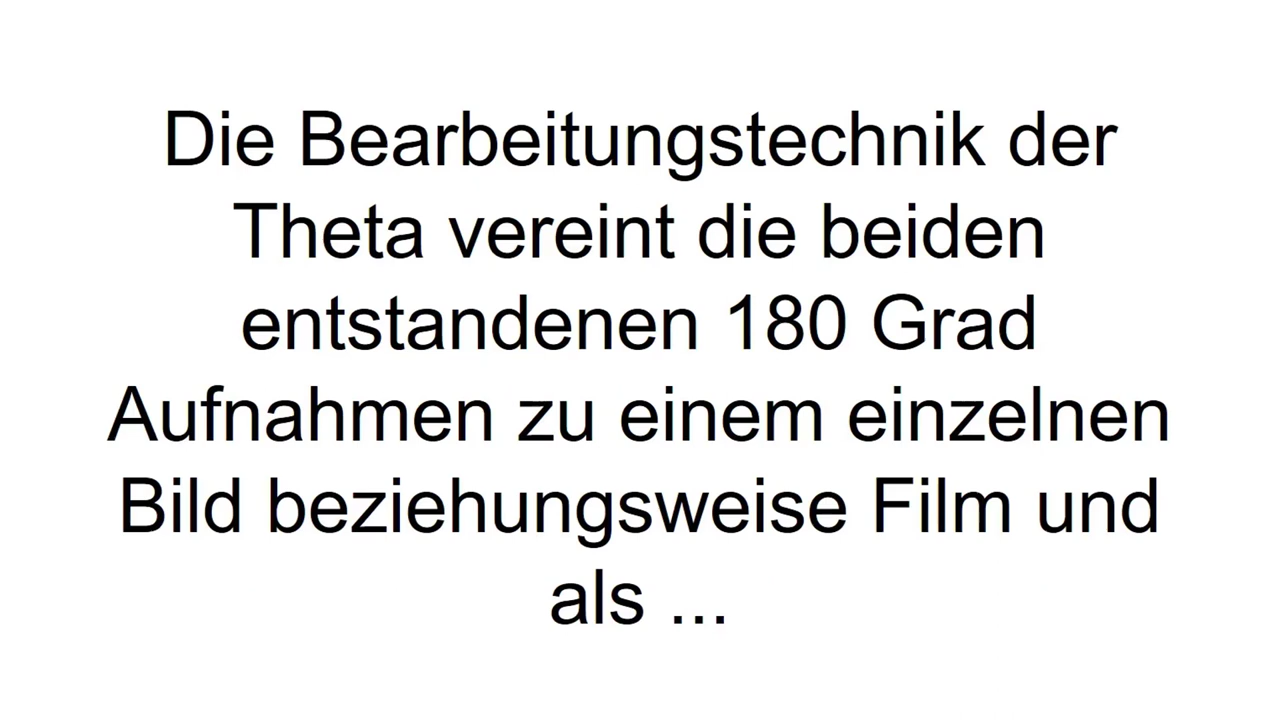 Die Bearbeitungstechnik der
Theta vereint die beiden
entstandenen 180 Grad
Aufnahmen zu einem einzelnen
Bild beziehungsweise Film und
als ...